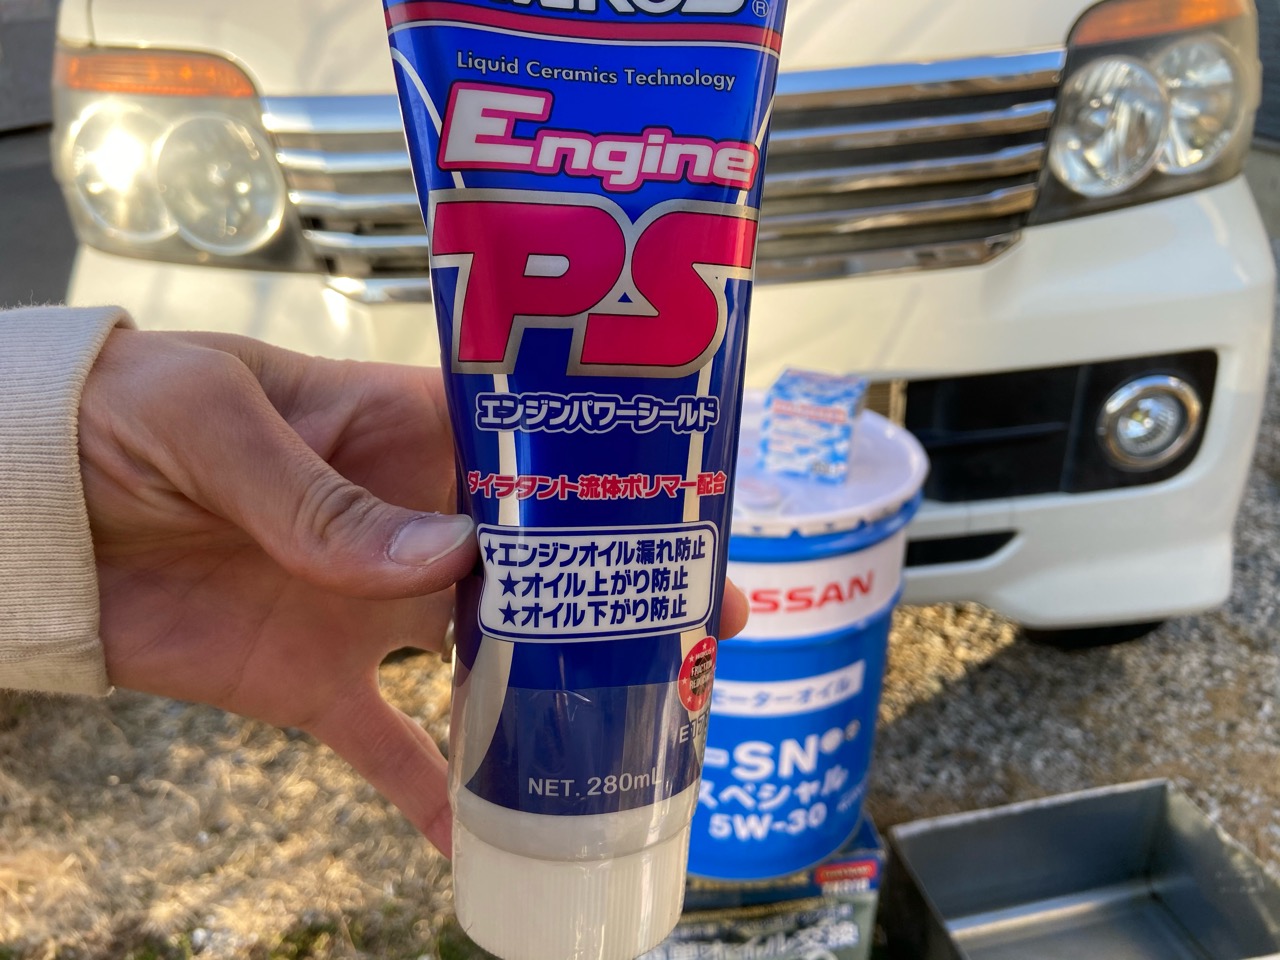 Liquid Ceramics Technology
Engine
PS
エンジンパワーシールド
ダイラタント流体ポリマー配合
★エンジンオイル漏れ防止
★オイル上がり防止
★オイル下がり防止
NET. 280mL
NISSAN
モーターオイル
SN
スペシャル
5W-30